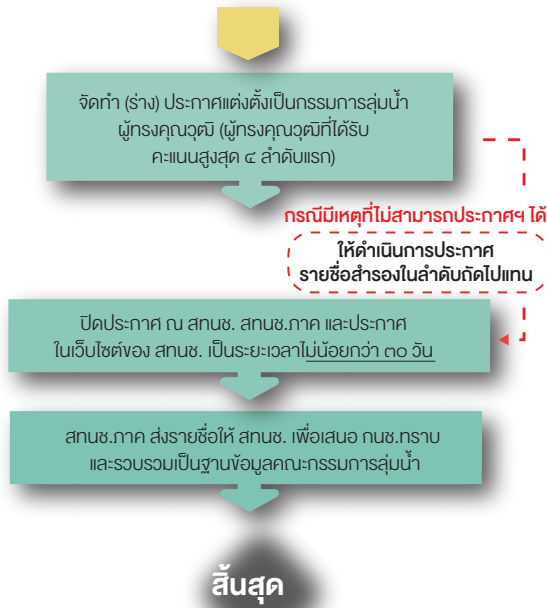 จัดทำ (ร่าง) ประกาศแต่งตั้งเป็นกรรมการลุ่มน้ำ
ผู้ทรงคุณวุฒิ (ผู้ทรงคุณวุฒิที่ได้รับ
คะแนนสูงสุด ๔ ลำดับแรก)
กรณีมีเหตุที่ไม่สามารถประกาศฯ ได้
ให้ดำเนินการประกาศ
รายชื่อสำรองในลำดับถัดไปแทน
ปิดประกาศ ณ สทนช. สทนช.ภาค และประกาศ
ในเว็บไซต์ของ สทนช. เป็นระยะเวลาไม่น้อยกว่า ๓๐ วัน
สทนช.ภาค ส่งรายชื่อให้ สทนช. เพื่อเสนอ กนช.ทราบ
และรวบรวมเป็นฐานข้อมูลคณะกรรมการลุ่มน้ำ
สิ้นสุด